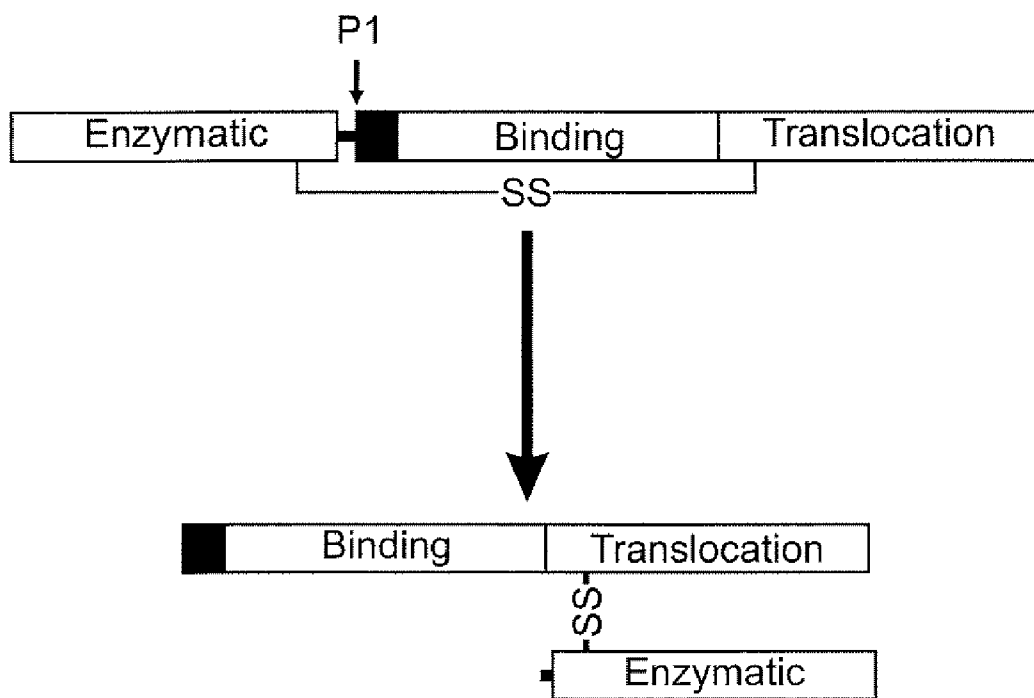 P1
Enzymatic Binding Translocation
SS
Binding Translocation
SS
Enzymatic